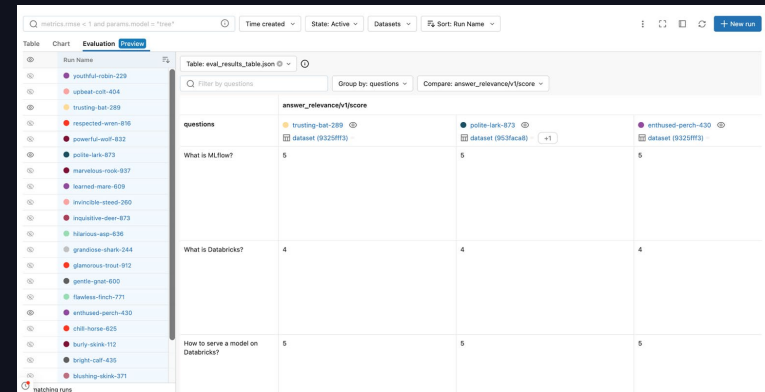 metrics.rmse < 1 and params.model = "tree"
Time created
State: Active
Datasets
Sort: Run Name
+ New run
Table Chart Evaluation Preview
Run Name
youthful-robin-229
upbeat-colt-404
trusting-bat-289
respected-wren-816
powerful-wolf-832
polite-lark-873
marvelous-rook-937
learned-mare-609
invincible-steed-260
inquisitive-deer-873
hilarious-asp-636
grandiose-shark-244
glamorous-trout-912
gentle-gnat-600
flawless-finch-771
enthused-perch-430
chill-horse-625
burly-skink-112
bright-calf-435
blushing-skink-371
matching runs
Table: eval_results_table.json
Filter by questions
Group by: questions
Compare: answer_relevance/v1/score
answer_relevance/v1/score
questions
trusting-bat-289
dataset (9325fff3)
polite-lark-873
dataset (953faca8) +1
enthused-perch-430
dataset (9325fff3)
What is MLflow? 5 5 5
What is Databricks? 4 4 4
How to serve a model on 5 5 5
Databricks?